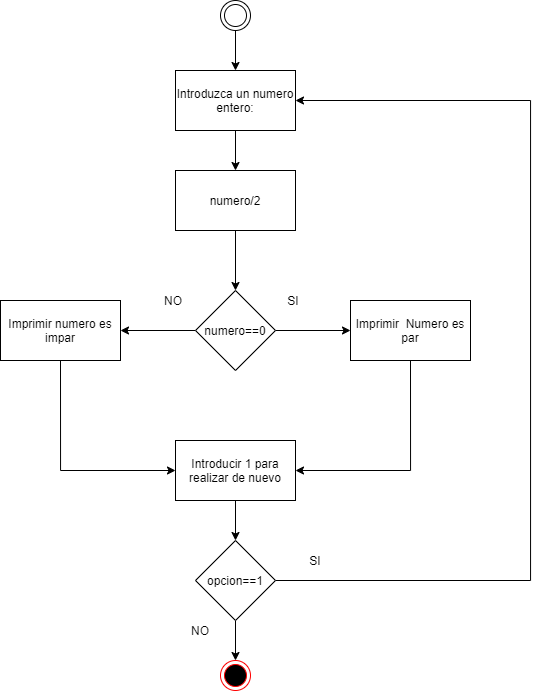 Introduzca un numero
entero:
numero/2
NO
SI
numero==0
Imprimir numero es
impar
Imprimir Numero es
par
Introducir 1 para
realizar de nuevo
SI
opcion==1
NO